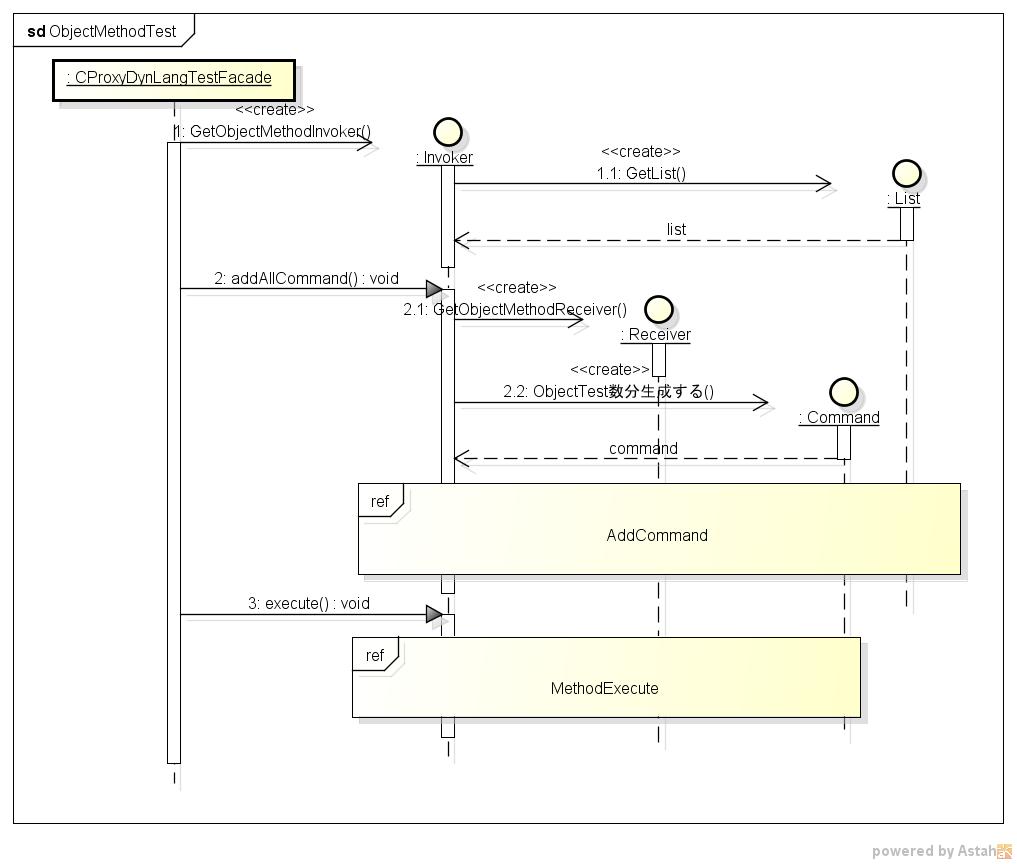 sd ObjectMethodTest
: CProxyDynLangTestFacade
<<create>>
1: GetObjectMethodInvoker()
: Invoker
<<create>>
1.1: GetList()
: List
list
2: addAllCommand() : void
<<create>>
2.1: GetObjectMethodReceiver()
: Receiver
<<create>>
2.2: ObjectTest数分生成する()
: Command
command
ref
AddCommand
3: execute() : void
ref
MethodExecute
powered by Astah